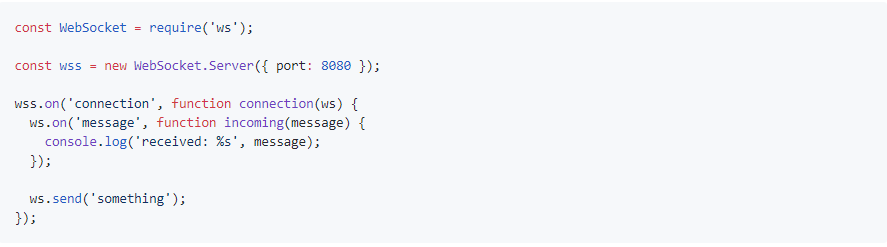 const WebSocket = require('ws');
const wss = new WebSocket.Server({ port: 8080 });
wss.on('connection', function connection(ws) {
  ws.on('message', function incoming(message) {
    console.log('received: %s', message);
  });
  ws.send('something');
});